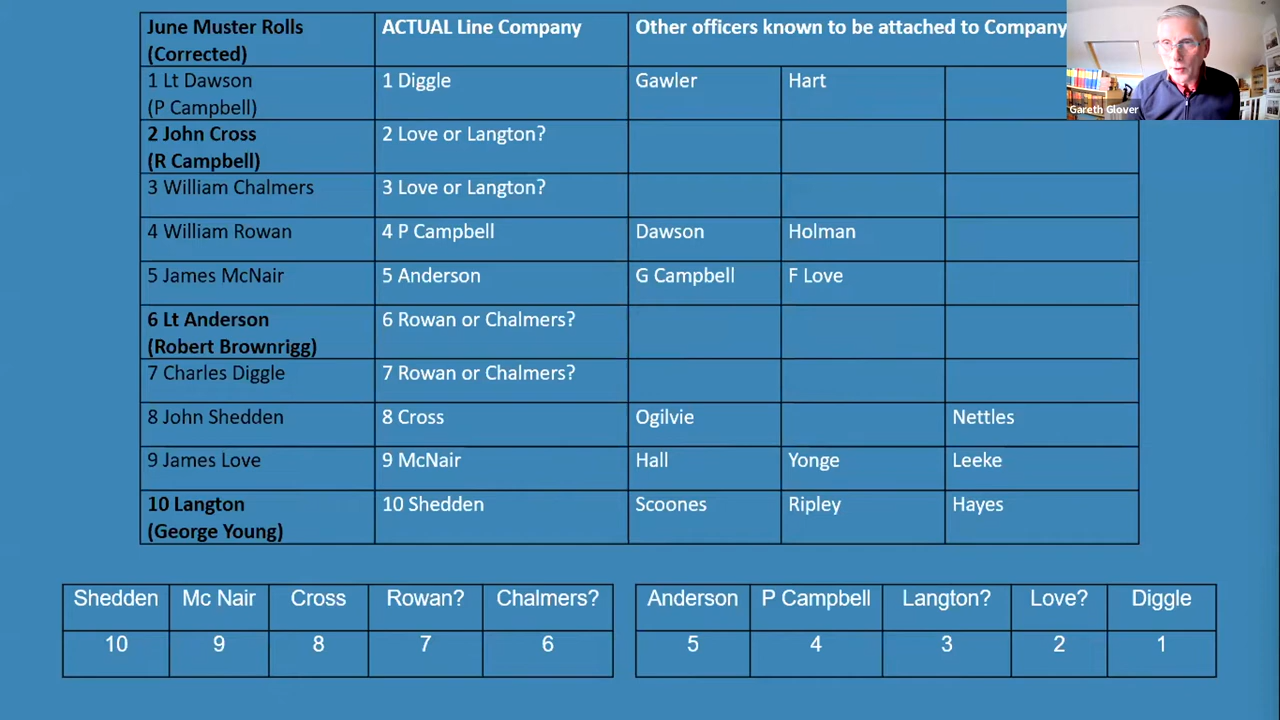 June Muster Rolls
(Corrected)
ACTUAL Line Company
Other officers known to be attached to Company
Gareth Glover
1 Lt Dawson
(P Campbell)
1 Diggle
Gawler
Hart
2 John Cross
(R Campbell)
2 Love or Langton?
3 William Chalmers
3 Love or Langton?
4 William Rowan
4 P Campbell
Dawson
Holman
5 James McNair
5 Anderson
G Campbell
F Love
6 Lt Anderson
(Robert Brownrigg)
6 Rowan or Chalmers?
7 Charles Diggle
7 Rowan or Chalmers?
8 John Shedden
8 Cross
Ogilvie
Nettles
9 James Love
9 McNair
Hall
Yonge
Leeke
10 Langton
(George Young)
10 Shedden
Scoones
Ripley
Hayes
Shedden
Mc Nair
Cross
Rowan?
Chalmers?
Anderson
P Campbell
Langton?
Love?
Diggle
10
9
8
7
6
5
4
3
2
1